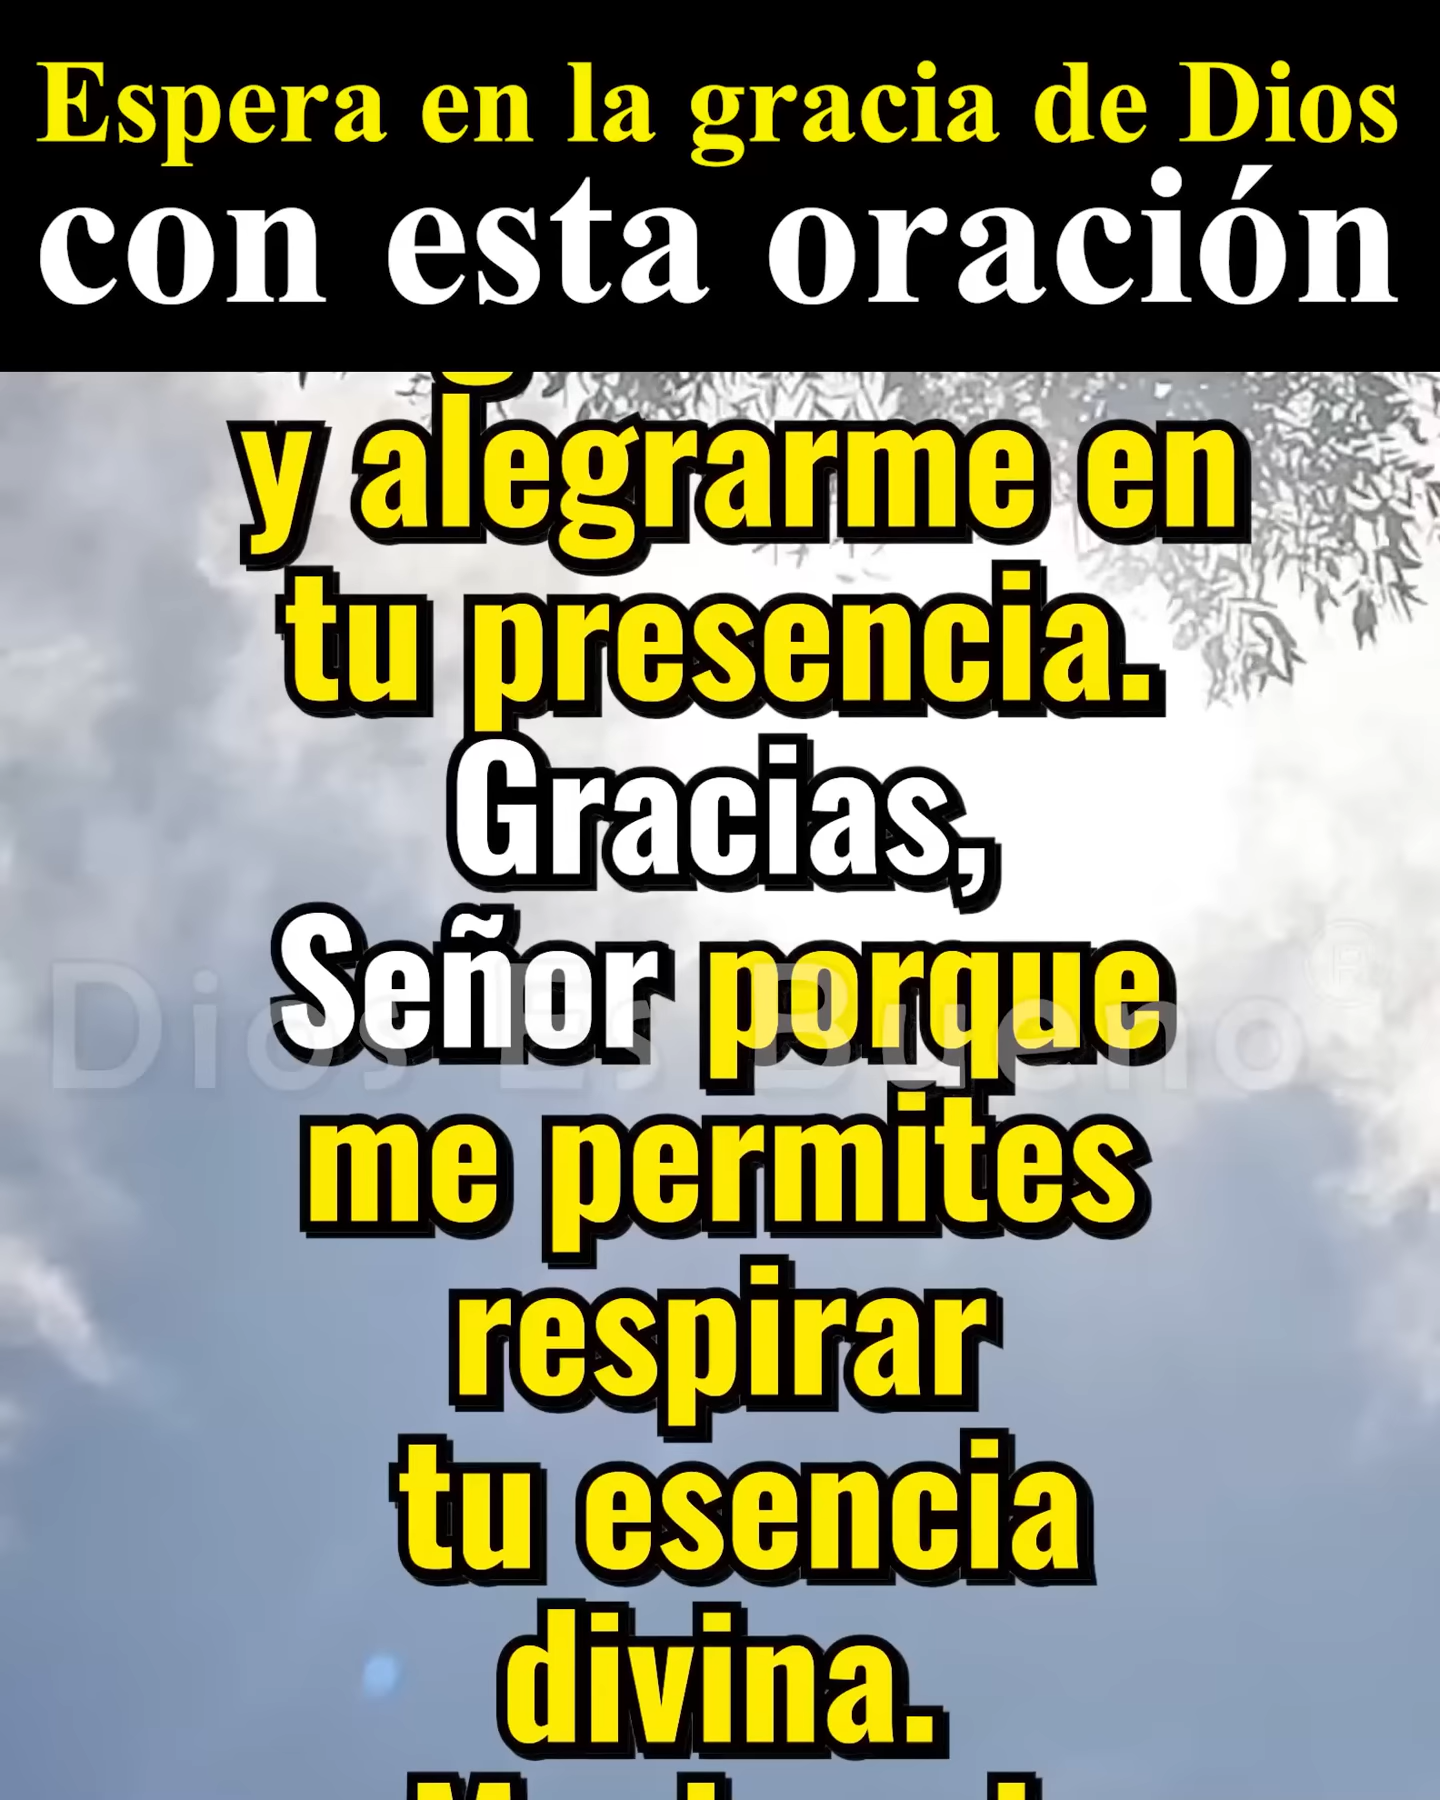 Espera en la gracia de Dios
con esta oración
y alegrarme en
tu presencia.
Gracias,
Señor porque
Dios Es Bueno
me permites
respirar
tu esencia
divina.